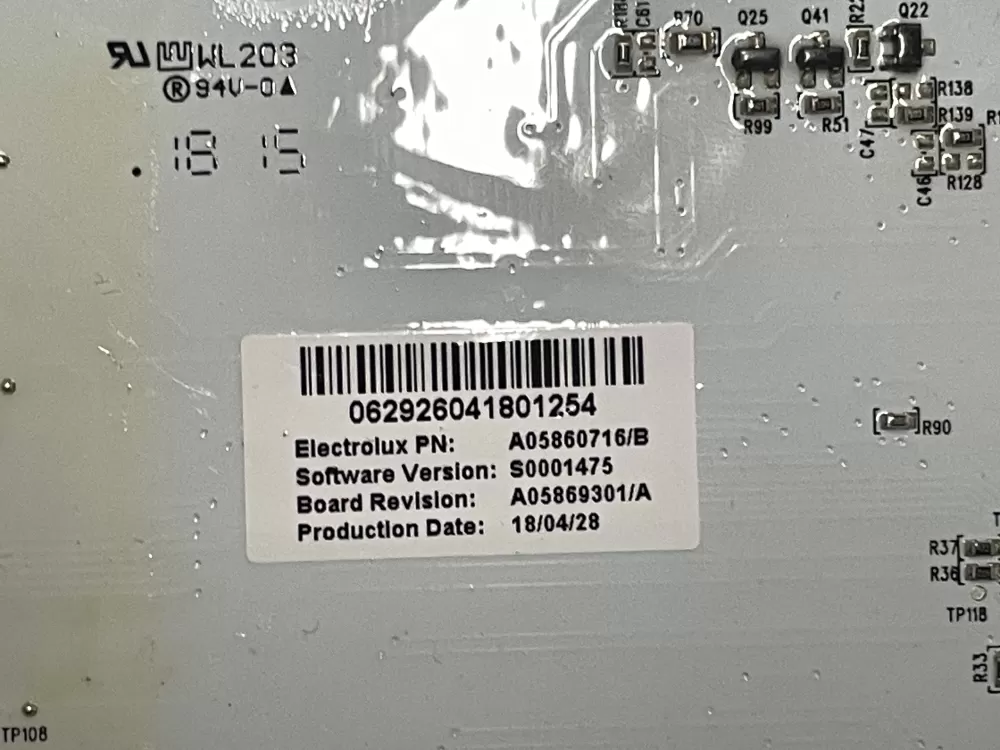 WL203
® 94V-0
18 15
C61
R70
Q25
Q41
Q22
R99
R51
R138
R139
C47
C46
R128
062926041801254
Electrolux PN: A05860716/B
Software Version: S0001475
Board Revision: A05869301/A
Production Date: 18/04/28
R90
R37
R36
TP118
R33
TP108